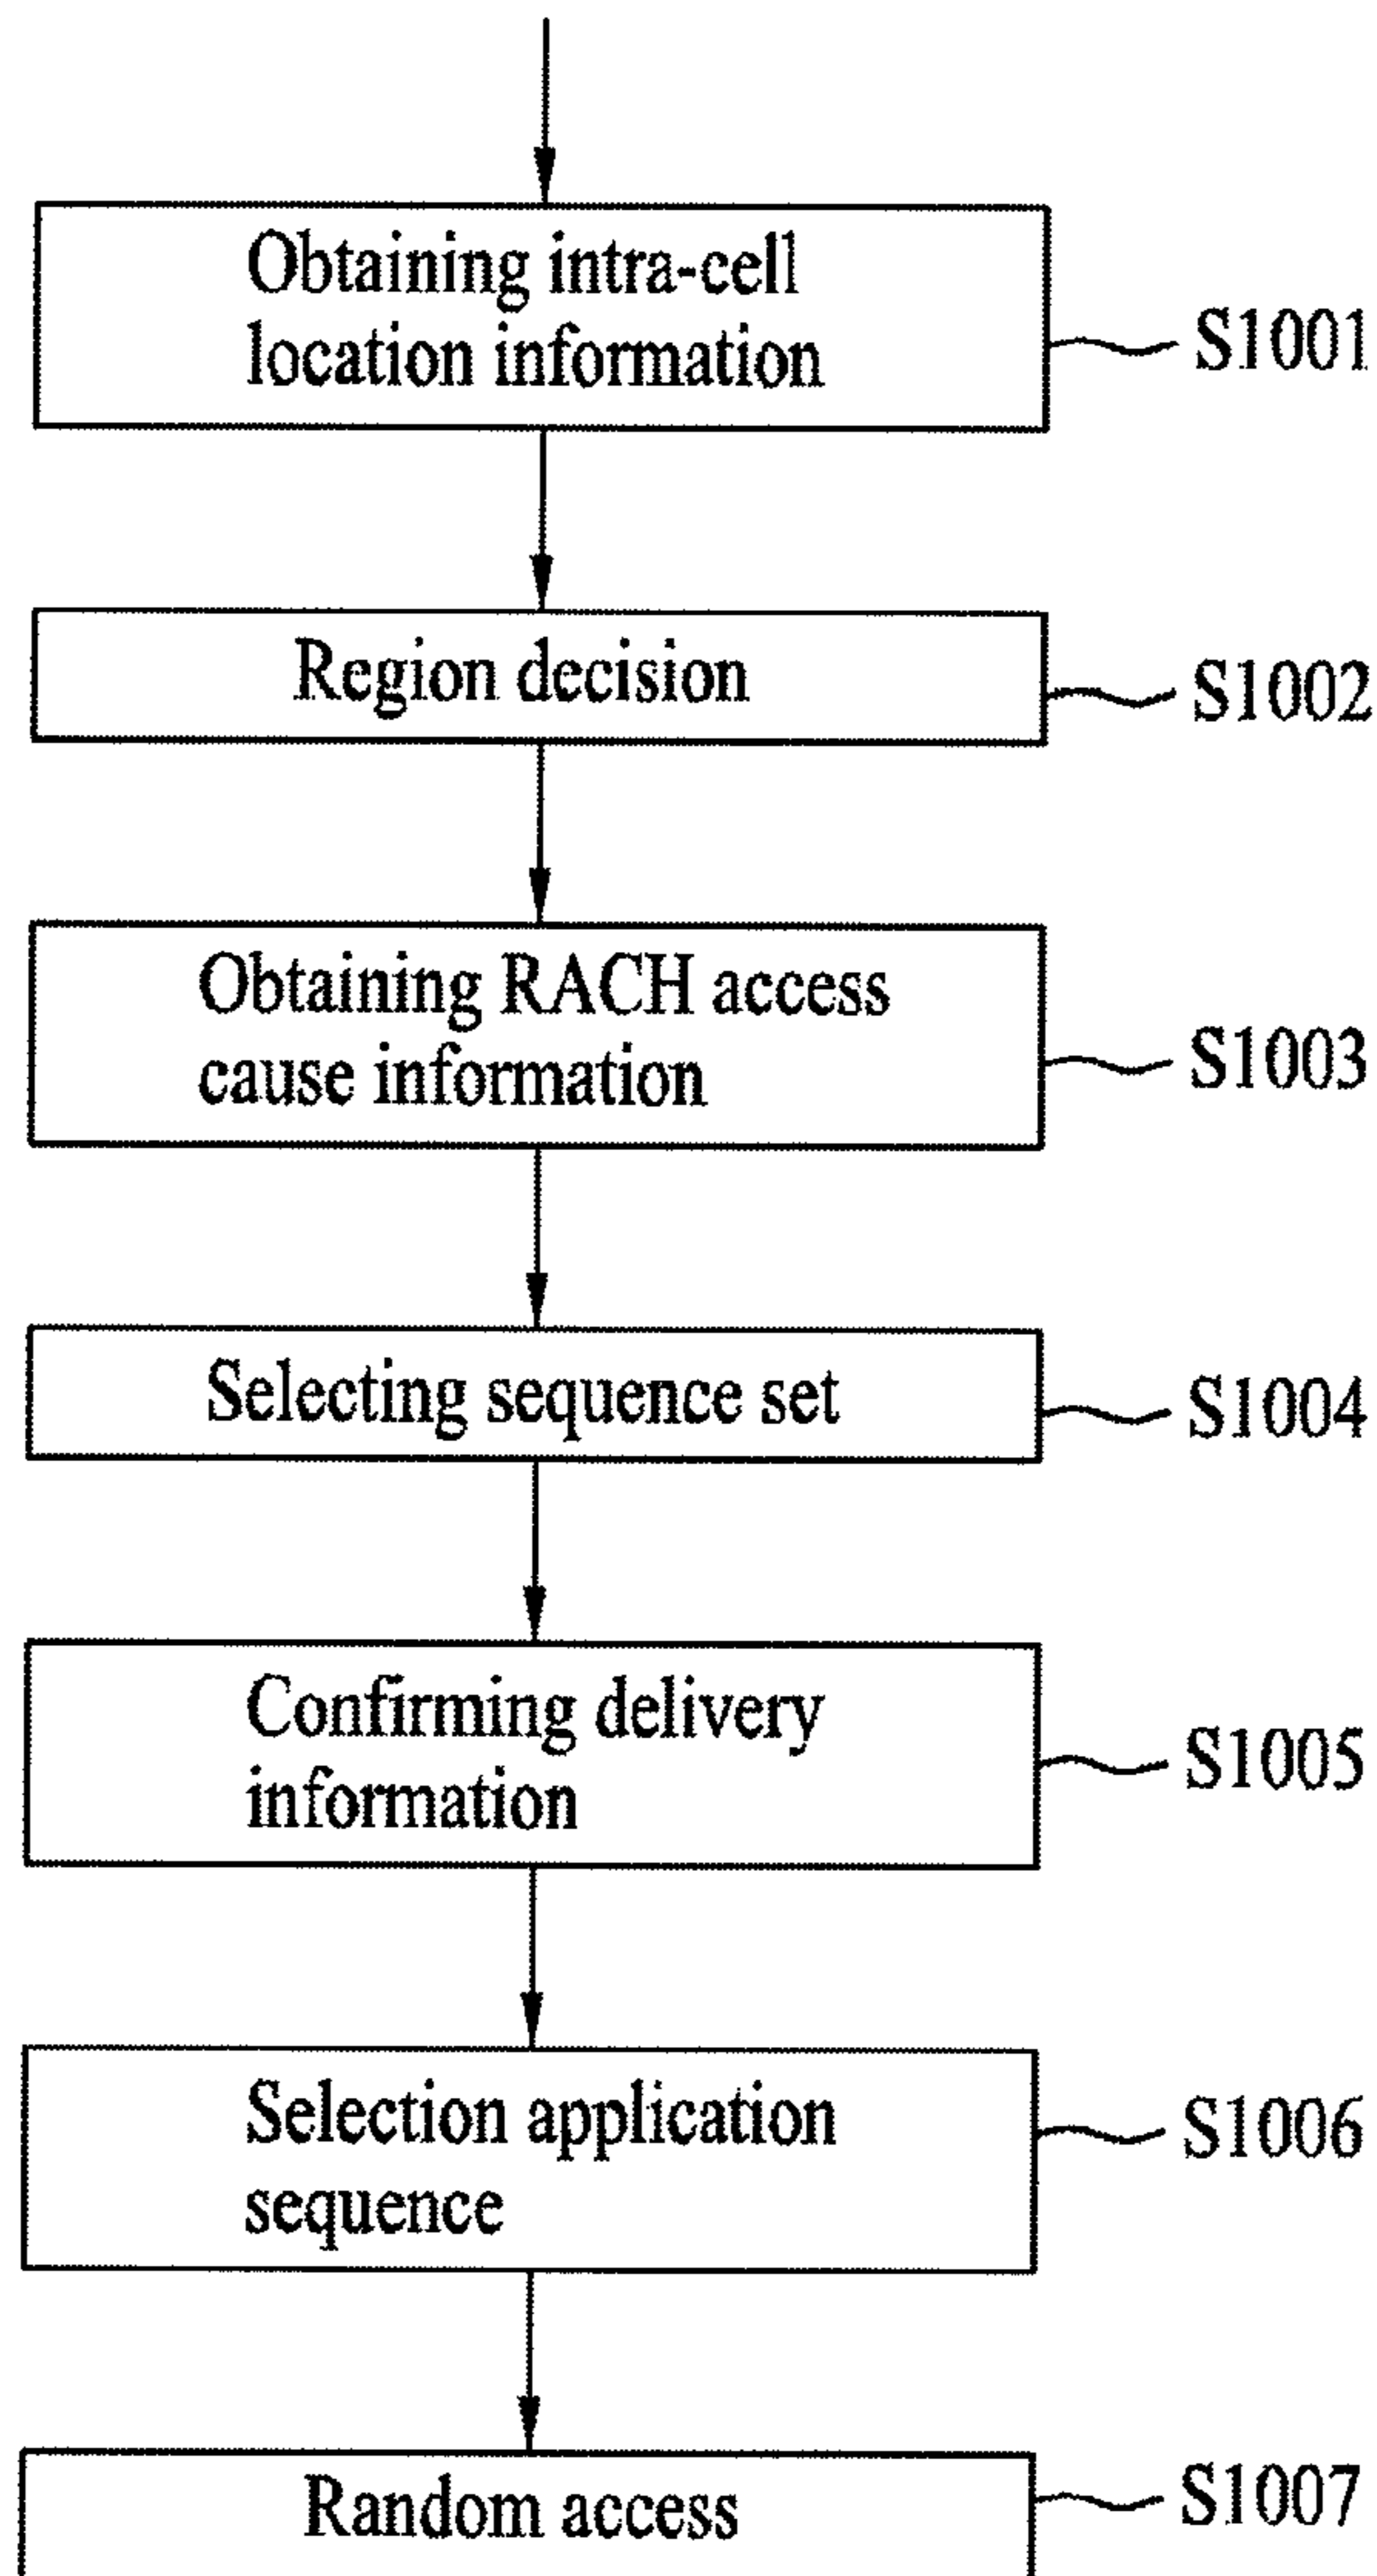 Obtaining intra-cell
location information
S1001
Region decision
S1002
Obtaining RACH access
cause information
S1003
Selecting sequence set
S1004
Confirming delivery
information
S1005
Selection application
sequence
S1006
Random access
S1007